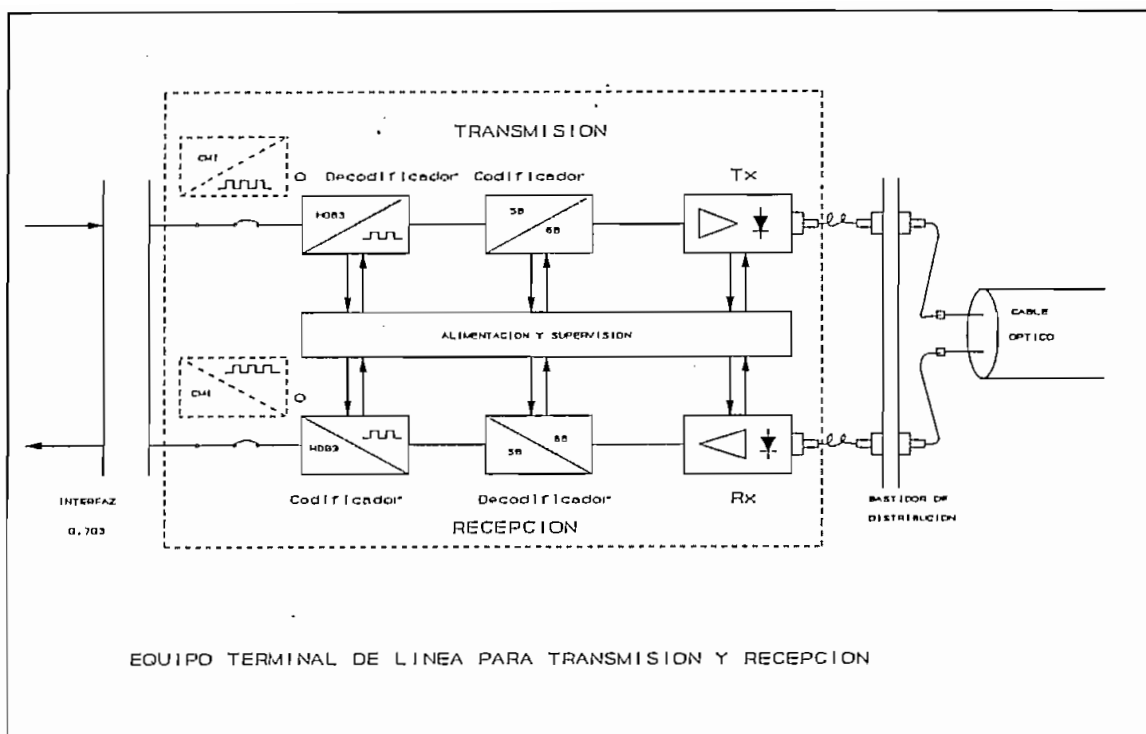 TRANSMISION
CMI
O
Decodificador
Codificador
Tx
HDB3
5B
6B
ALIMENTACION Y SUPERVISION
CABLE
OPTICO
CMI
O
HDB3
5B
6B
INTERFAZ
G.703
Codificador
Decodificador
Rx
BASTIDOR DE
DISTRIBUCION
RECEPCION
EQUIPO TERMINAL DE LINEA PARA TRANSMISION Y RECEPCION